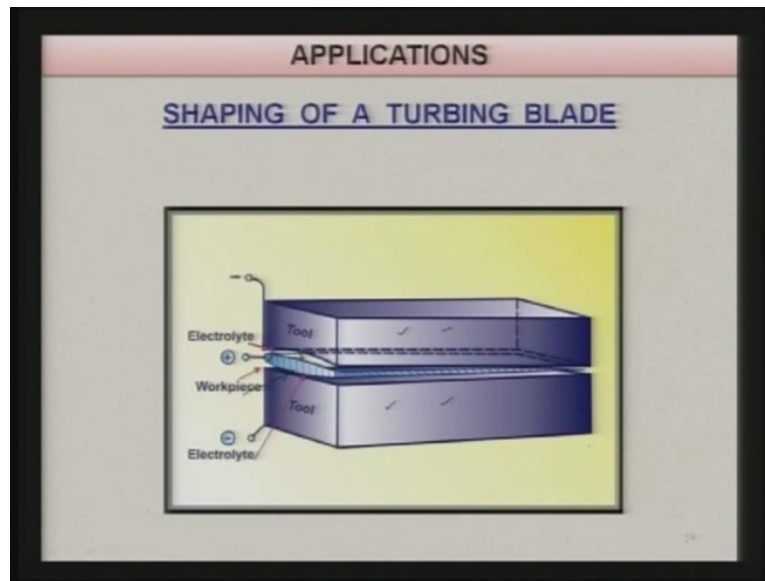 APPLICATIONS
SHAPING OF A TURBING BLADE
−
Electrolyte
Tool
Workpiece
Tool
Electrolyte